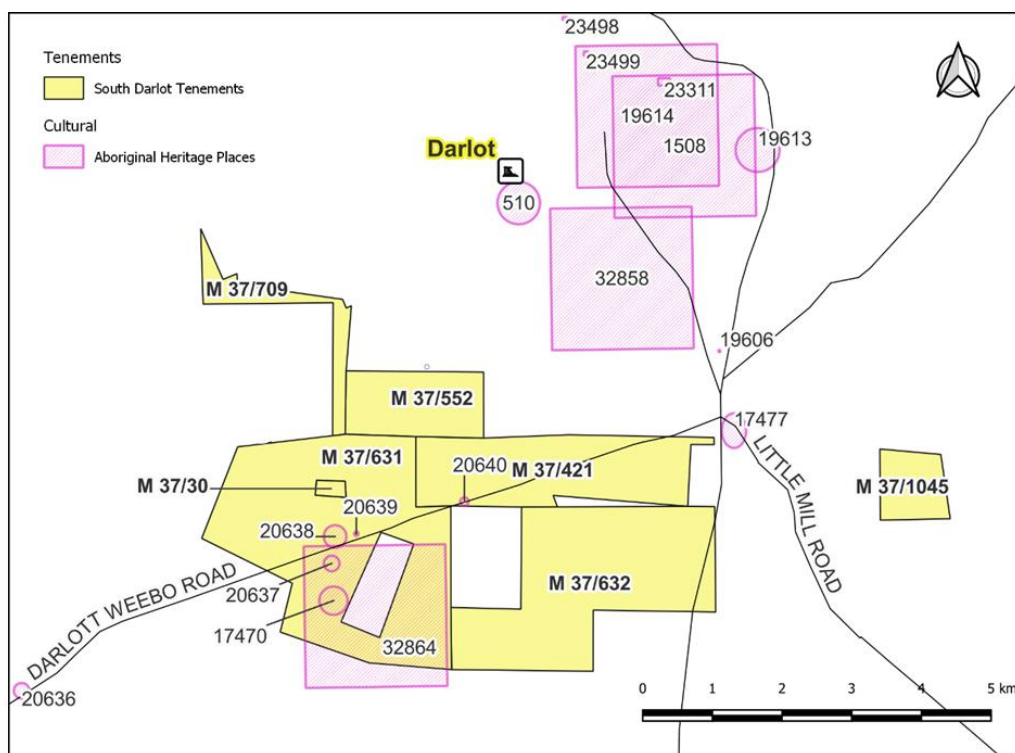 Tenements
South Darlot Tenements
Cultural
Aboriginal Heritage Places
23498
23499
23311
19614
1508
19613
Darlot
510
32858
M 37/709
19606
M 37/552
17477
M 37/631
20640
M 37/421
M 37/30
20639
M 37/1045
20638
LITTLE MILL ROAD
DARLOTT WEEBO ROAD
20637
M 37/632
17470
32864
20636
0 1 2 3 4 5 km